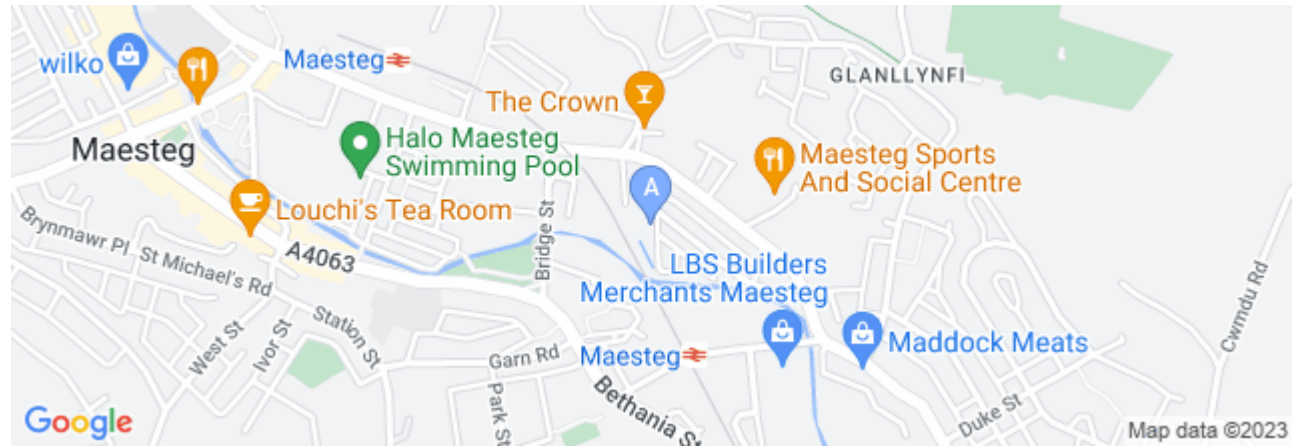 wilko
Maesteg
GLANLLYNFI
The Crown
Maesteg
Halo Maesteg
Swimming Pool
Maesteg Sports
And Social Centre
A
Louchi's Tea Room
Brynmawr Pl
St Michael's Rd
A4063
Bridge St
LBS Builders
Merchants Maesteg
Station St
West St
Ivor St
Garn Rd
Maesteg
Maddock Meats
Cwmdu Rd
Park St
Bethania St
Duke St
Google
Map data ©2023